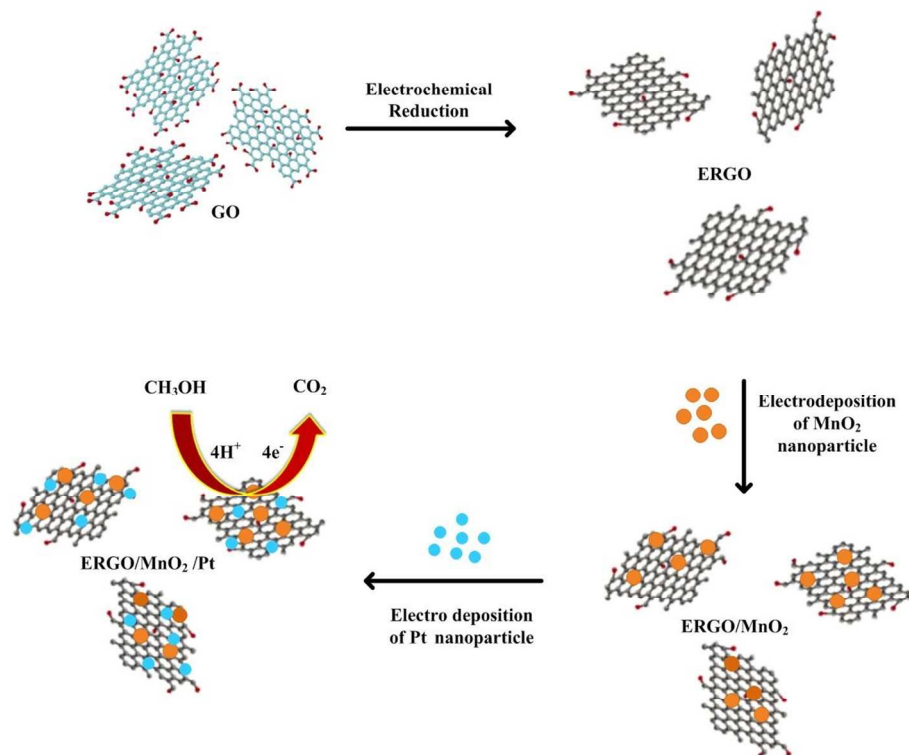 Electrochemical
Reduction
GO
ERGO
Electrodeposition
of MnO₂
nanoparticle
ERGO/MnO₂
Electro deposition
of Pt nanoparticle
CH₃OH
CO₂
4H⁺
4e⁻
ERGO/MnO₂ /Pt